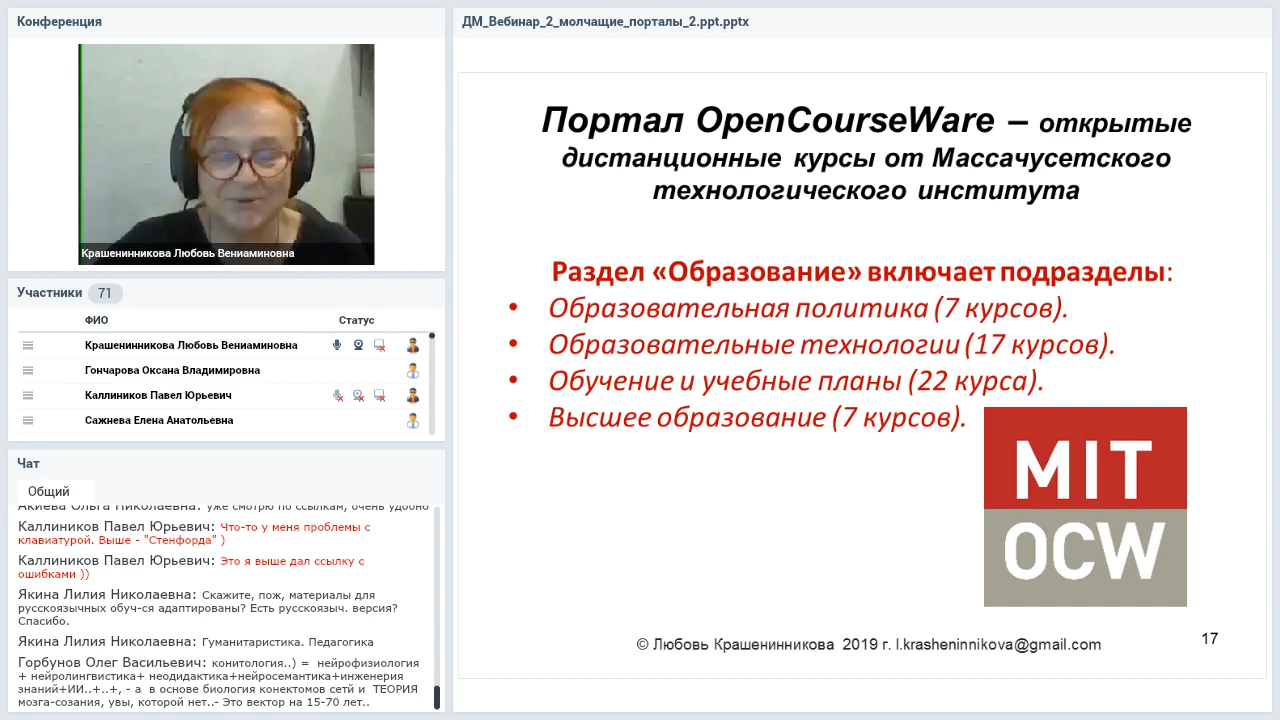 Конференция
Крашенинникова Любовь Вениаминовна
Участники 71
ФИО Статус
Крашенинникова Любовь Вениаминовна
Гончарова Оксана Владимировна
Каллиников Павел Юрьевич
Сажнева Елена Анатольевна
Чат
Общий
Акиева Ольга Николаевна: уже смотрю по ссылкам, очень удобно
Каллиников Павел Юрьевич: Что-то у меня проблемы с
клавиатурой. Выше - "Стенфорда" )
Каллиников Павел Юрьевич: Это я выше дал ссылку с
ошибками ))
Якина Лилия Николаевна: Скажите, пож, материалы для
русскоязычных обуч-ся адаптированы? Есть русскоязыч. версия?
Спасибо.
Якина Лилия Николаевна: Гуманитаристика. Педагогика
Горбунов Олег Васильевич: конитология..) = нейрофизиология
+ нейролингвистика+ неодидактика+нейросемантика+инженерия
знаний+ИИ..+..+, - а в основе биология конектомов сетй и ТЕОРИЯ
мозга-созания, увы, которой нет..- Это вектор на 15-70 лет..
ДМ_Вебинар_2_молчащие_порталы_2.ppt.pptx
Портал OpenCourseWare – открытые
дистанционные курсы от Массачусетского
технологического института
Раздел «Образование» включает подразделы:
• Образовательная политика (7 курсов).
• Образовательные технологии (17 курсов).
• Обучение и учебные планы (22 курса).
• Высшее образование (7 курсов).
MIT
OCW
© Любовь Крашенинникова 2019 г. l.krasheninnikova@gmail.com
17